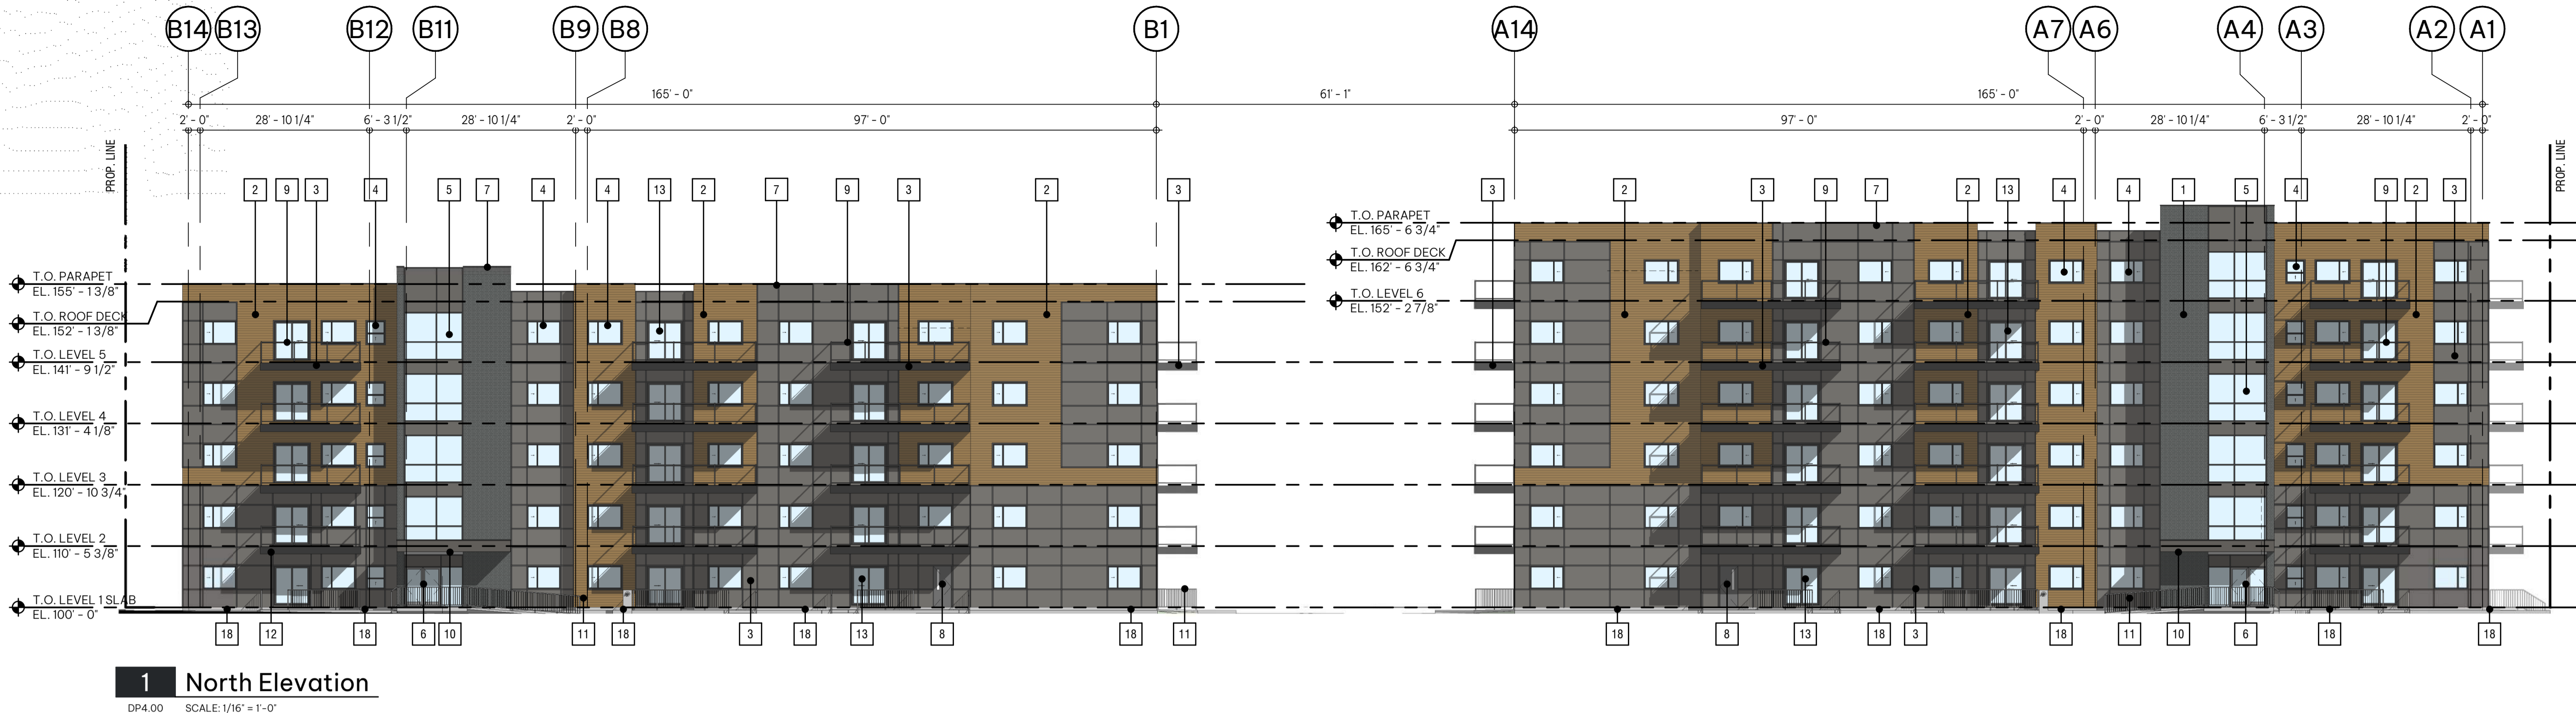 B14 B13 B12 B11 B9 B8 B1 A14 A7 A6 A4 A3 A2 A1
165' - 0" 61' - 1" 165' - 0"
2' - 0" 28' - 10 1/4" 6' - 3 1/2" 28' - 10 1/4" 2' - 0" 97' - 0" 97' - 0" 2' - 0" 28' - 10 1/4" 6' - 3 1/2" 28' - 10 1/4" 2' - 0"
PROP. LINE
PROP. LINE
2 9 3 4 5 7 4 4 13 2 7 9 3 2 3 3 2 3 9 7 2 13 4 4 1 5 4 9 2 3
T.O. PARAPET
EL. 165' - 6 3/4"
T.O. ROOF DECK
EL. 162' - 6 3/4"
T.O. LEVEL 6
EL. 152' - 2 7/8"
T.O. PARAPET
EL. 155' - 1 3/8"
T.O. ROOF DECK
EL. 152' - 1 3/8"
T.O. LEVEL 5
EL. 141' - 9 1/2"
T.O. LEVEL 4
EL. 131' - 4 1/8"
T.O. LEVEL 3
EL. 120' - 10 3/4"
T.O. LEVEL 2
EL. 110' - 5 3/8"
T.O. LEVEL 1 SLAB
EL. 100' - 0"
18 12 18 6 10 11 18 3 18 13 8 18 11 18 8 13 18 3 18 11 10 6 18 18
1 North Elevation
DP4.00 SCALE: 1/16" = 1'-0"